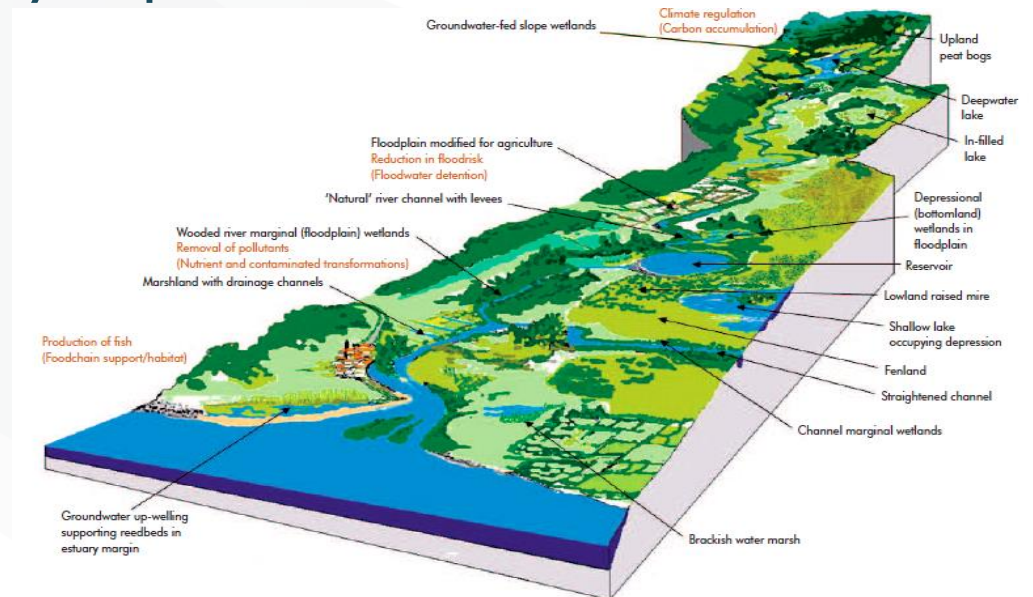 Groundwater-fed slope wetlands
Climate regulation
(Carbon accumulation)
Upland
peat bogs
Deepwater
lake
In-filled
lake
Floodplain modified for agriculture
Reduction in floodrisk
(Floodwater detention)
'Natural' river channel with levees
Depressional
(bottomland)
wetlands in
floodplain
Wooded river marginal (floodplain) wetlands
Removal of pollutants
(Nutrient and contaminated transformations)
Marshland with drainage channels
Reservoir
Lowland raised mire
Shallow lake
occupying depression
Production of fish
(Foodchain support/habitat)
Fenland
Straightened channel
Channel marginal wetlands
Groundwater up-welling
supporting reedbeds in
estuary margin
Brackish water marsh